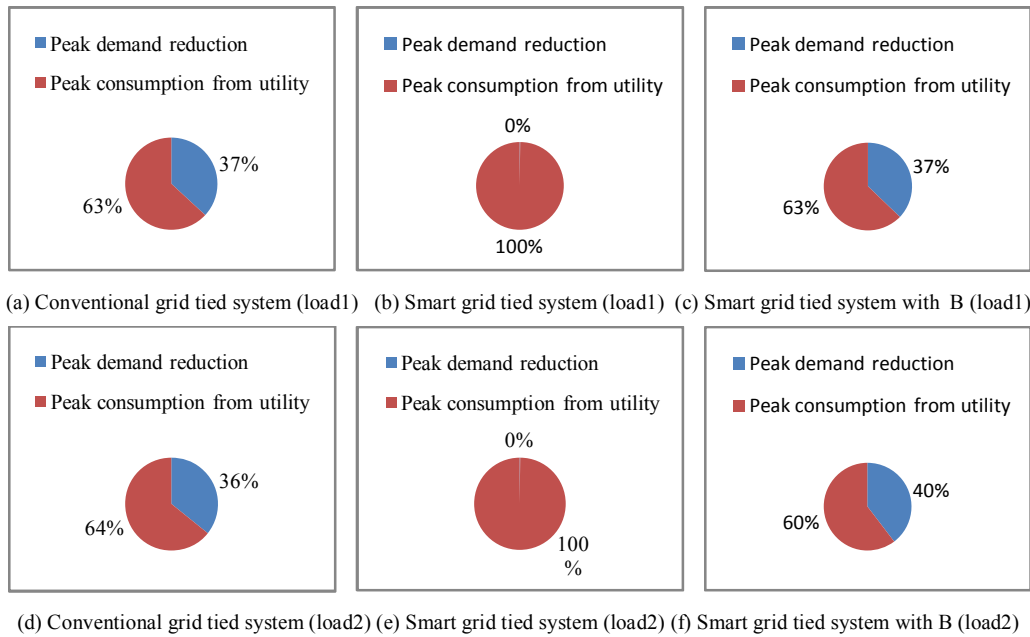 Peak demand reduction
Peak consumption from utility
37%
63%
Peak demand reduction
Peak consumption from utility
0%
100%
Peak demand reduction
Peak consumption from utility
37%
63%
(a) Conventional grid tied system (load1) (b) Smart grid tied system (load1) (c) Smart grid tied system with B (load1)
Peak demand reduction
Peak consumption from utility
36%
64%
Peak demand reduction
Peak consumption from utility
0%
100
%
Peak demand reduction
Peak consumption from utility
40%
60%
(d) Conventional grid tied system (load2) (e) Smart grid tied system (load2) (f) Smart grid tied system with B (load2)